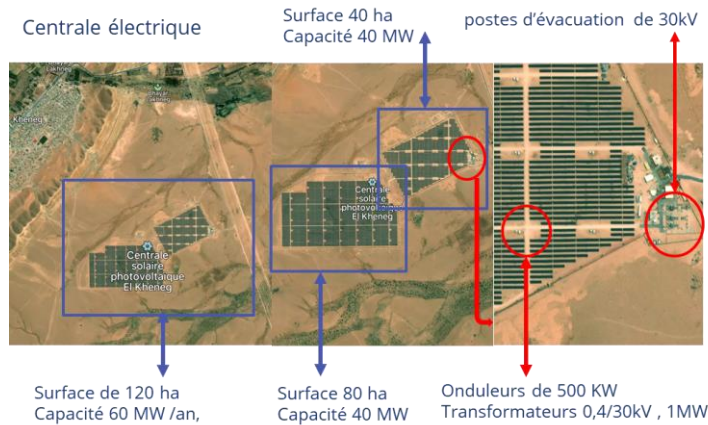 Centrale électrique
Surface 40 ha
Capacité 40 MW
postes d'évacuation de 30kV
Kheneg
Lakhneg
Centrale
solaire
photovoltaïque
El Kheneg
Centrale
solaire
photovoltaïque
El Kheneg
Surface de 120 ha
Capacité 60 MW /an,
Surface 80 ha
Capacité 40 MW
Onduleurs de 500 KW
Transformateurs 0,4/30kV , 1MW